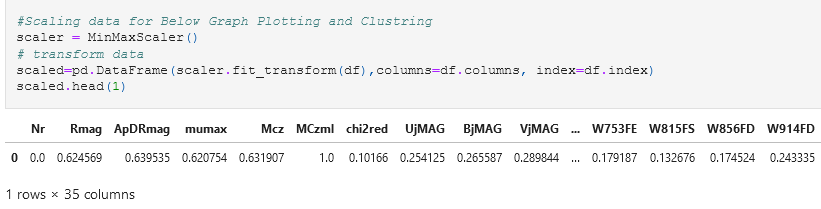 #Scaling data for Below Graph Plotting and Clustring
scaler = MinMaxScaler()
# transform data
scaled=pd.DataFrame(scaler.fit_transform(df),columns=df.columns, index=df.index)
scaled.head(1)
Nr Rmag ApDRmag mumax Mcz MCzml chi2red UjMAG BjMAG VjMAG ... W753FE W815FS W856FD W914FD
0 0.0 0.624569 0.639535 0.620754 0.631907 1.0 0.10166 0.254125 0.265587 0.289844 ... 0.179187 0.132676 0.174524 0.243335
1 rows × 35 columns